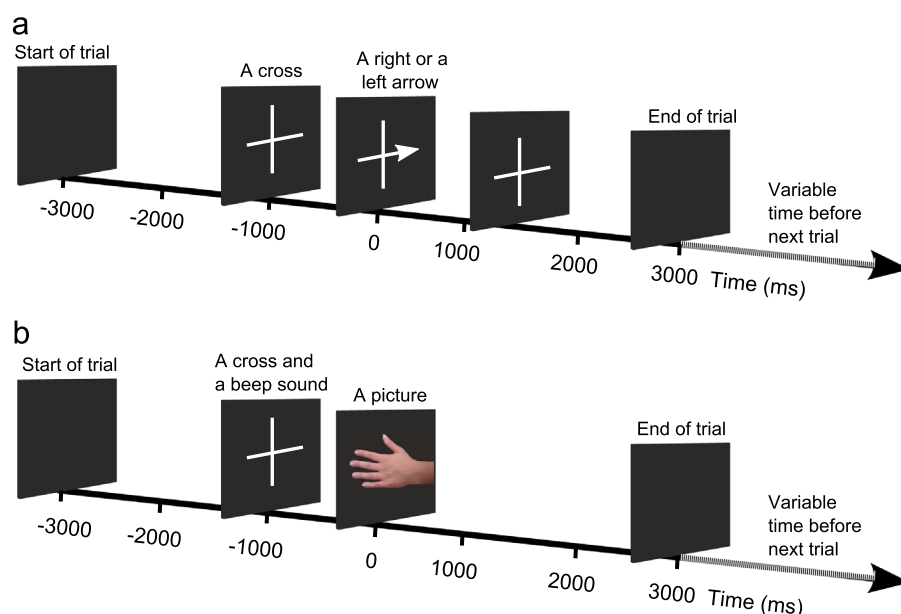 a
Start of trial
A cross
A right or a
left arrow
End of trial
Variable
time before
next trial
-3000
-2000
-1000
0
1000
2000
3000
Time (ms)
b
Start of trial
A cross and
a beep sound
A picture
End of trial
Variable
time before
next trial
-3000
-2000
-1000
0
1000
2000
3000
Time (ms)